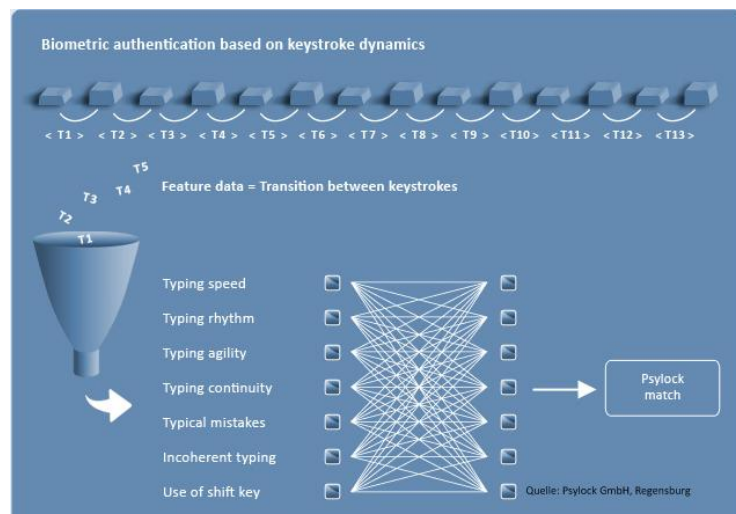 Biometric authentication based on keystroke dynamics
< T1 > < T2 > < T3 > < T4 > < T5 > < T6 > < T7 > < T8 > < T9 > < T10 > < T11 > < T12 > < T13 >
T5
T4
T3
T2
T1
Feature data = Transition between keystrokes
Typing speed
Typing rhythm
Typing agility
Typing continuity
Typical mistakes
Incoherent typing
Use of shift key
Psylock
match
Quelle: Psylock GmbH, Regensburg